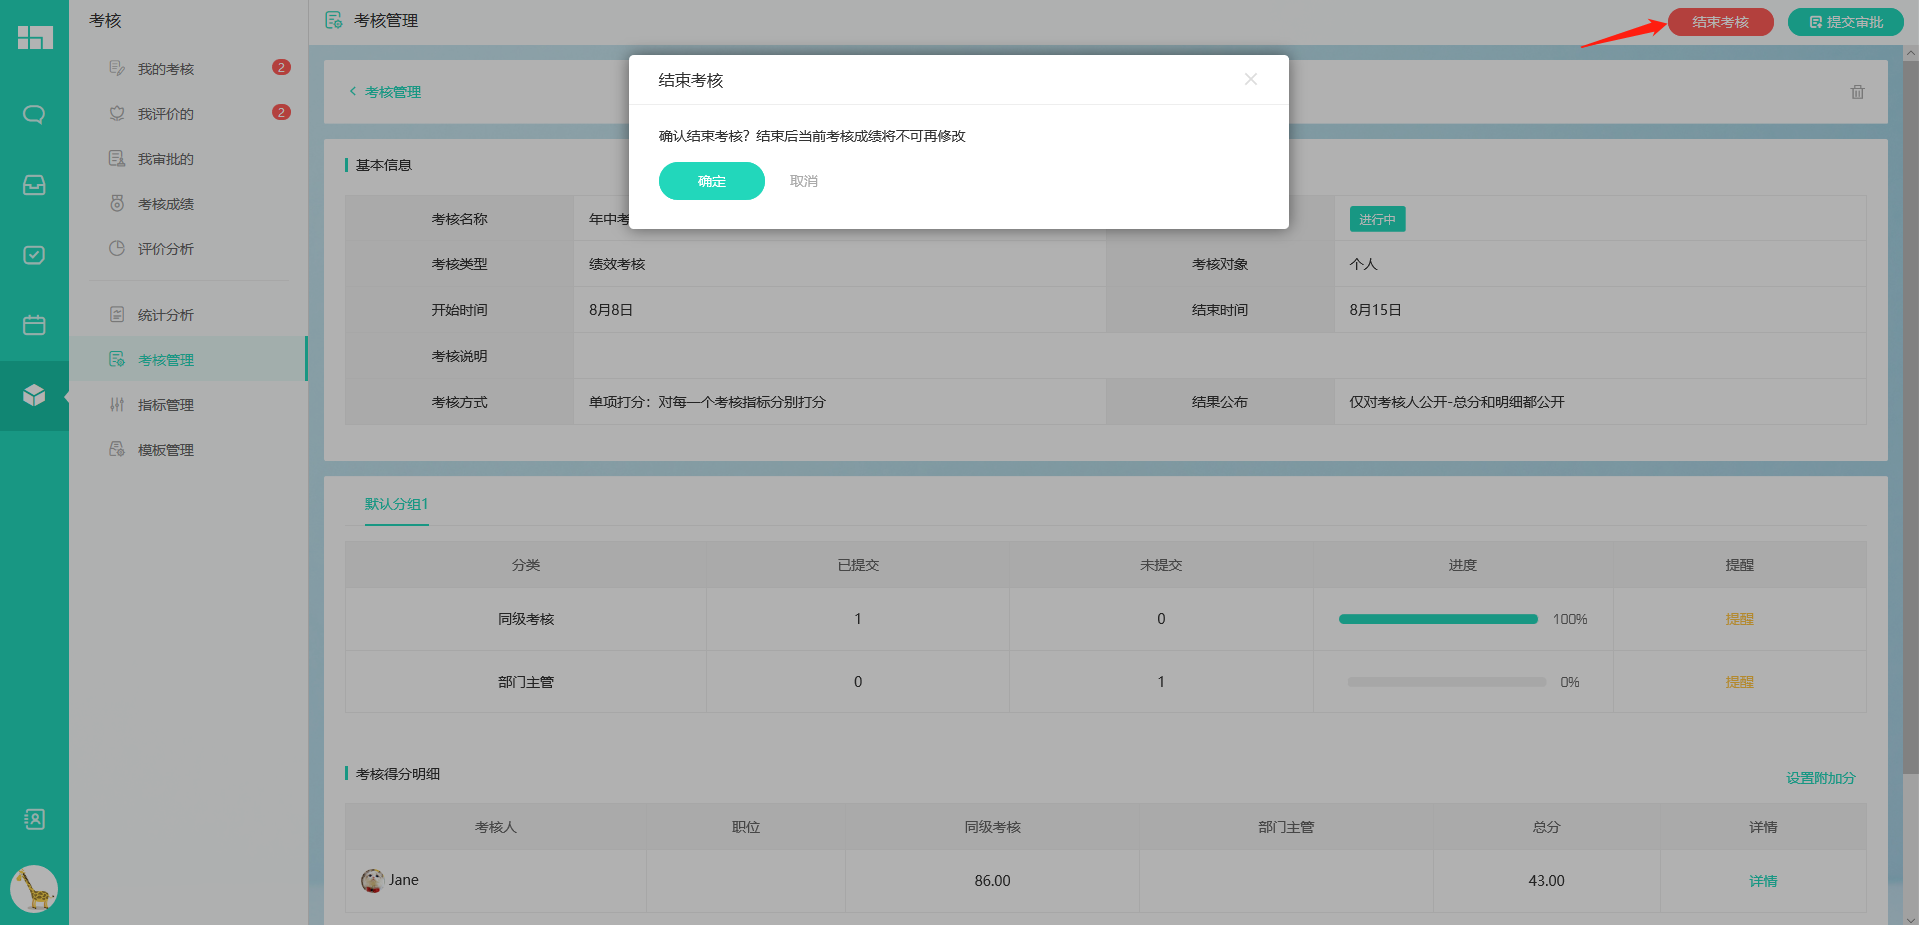 考核
我的考核 2
我评价的 2
我审批的
考核成绩
评价分析
统计分析
考核管理
指标管理
模板管理
考核管理
结束考核 提交审批
考核管理
结束考核
确认结束考核？结束后当前考核成绩将不可再修改
确定 取消
基本信息
考核名称 年中考 进行中
考核类型 绩效考核 考核对象 个人
开始时间 8月8日 结束时间 8月15日
考核说明
考核方式 单项打分：对每一个考核指标分别打分 结果公布 仅对考核人公开-总分和明细都公开
默认分组1
分类 已提交 未提交 进度 提醒
同级考核 1 0 100% 提醒
部门主管 0 1 0% 提醒
考核得分明细 设置附加分
考核人 职位 同级考核 部门主管 总分 详情
Jane 86.00 43.00 详情